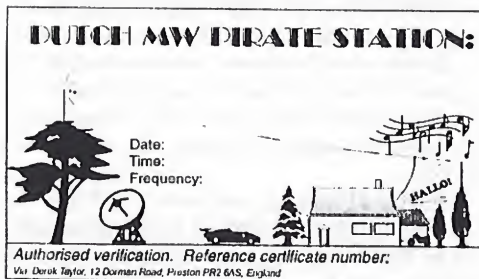 DUTCH MW PIRATE STATION:
Date:
Time:
Frequency:
HALLO!
Authorised verification. Reference certificate number:
Via Derek Taylor, 12 Dorman Road, Preston PR2 6AS, England